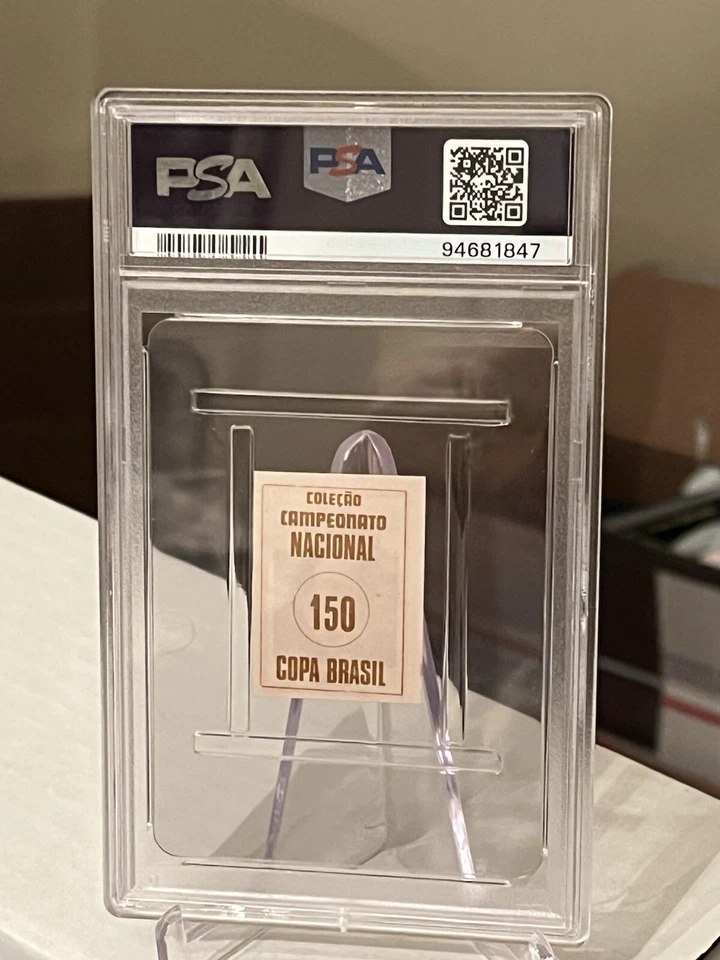 PSA
PSA
94681847
COLEÇÃO
CAMPEONATO
NACIONAL
150
COPA BRASIL